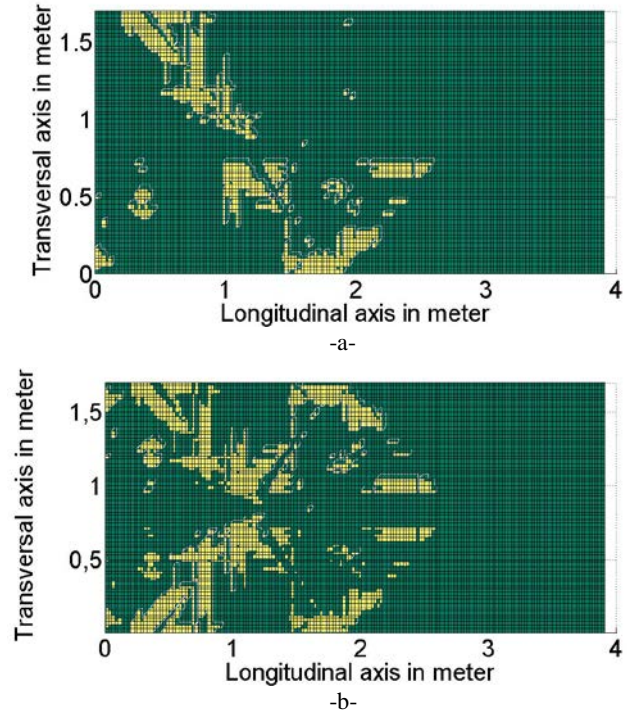 1.5
1
0.5
0
Transversal axis in meter
0 1 2 3 4
Longitudinal axis in meter
-a-
1,5
1
0,5
Transversal axis in meter
0 1 2 3 4
Longitudinal axis in meter
-b-